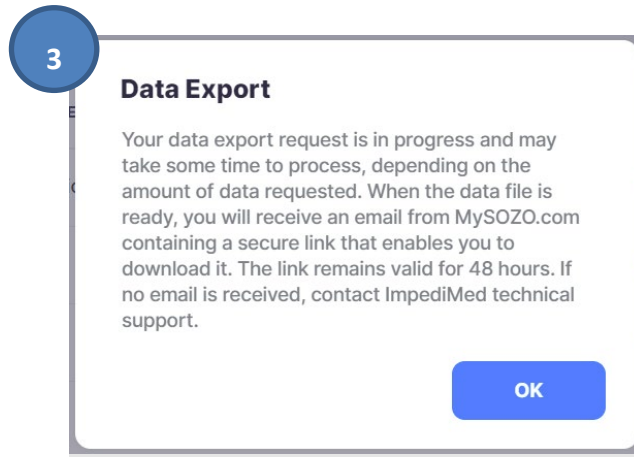 3
Data Export
Your data export request is in progress and may
take some time to process, depending on the
amount of data requested. When the data file is
ready, you will receive an email from MySOZO.com
containing a secure link that enables you to
download it. The link remains valid for 48 hours. If
no email is received, contact ImpediMed technical
support.
OK